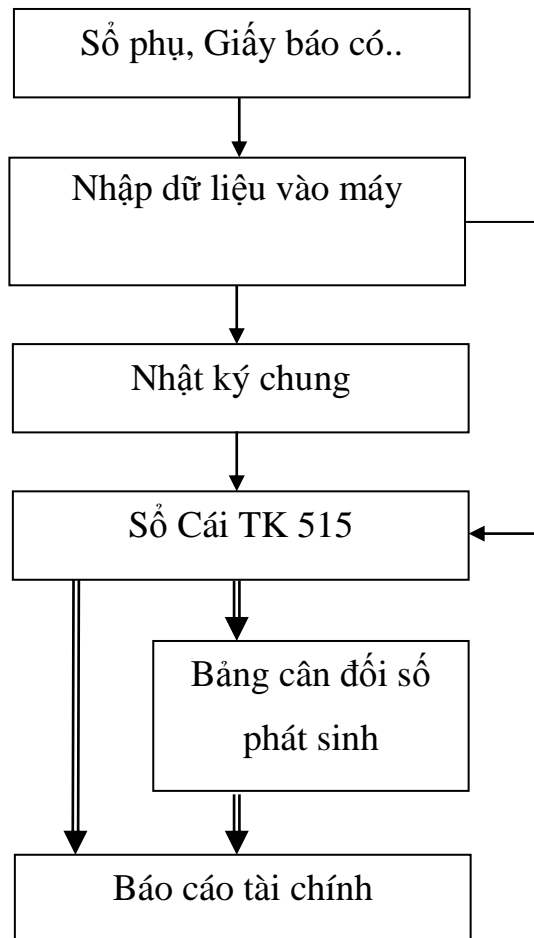 Sổ phụ, Giấy báo có..
Nhập dữ liệu vào máy
Nhật ký chung
Sổ Cái TK 515
Bảng cân đối số
phát sinh
Báo cáo tài chính